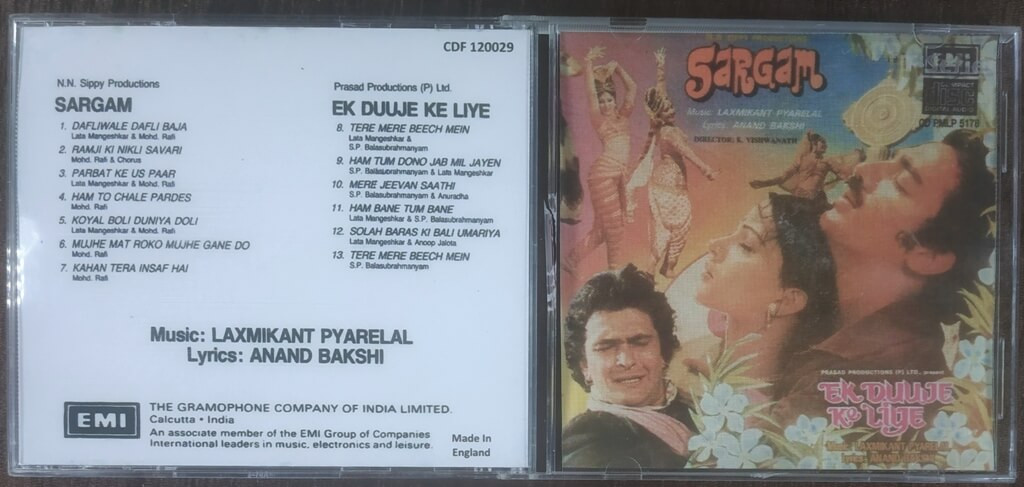 CDF 120029
N.N. Sippy Productions
SARGAM
1. DAFLIWALE DAFLI BAJA
Lata Mangeshkar & Mohd. Rafi
2. RAMJI KI NIKLI SAVARI
Mohd. Rafi & Chorus
3. PARBAT KE US PAAR
Lata Mangeshkar & Mohd. Rafi
4. HAM TO CHALE PARDES
Mohd. Rafi
5. KOYAL BOLI DUNIYA DOLI
Lata Mangeshkar & Mohd. Rafi
6. MUJHE MAT ROKO MUJHE GANE DO
Mohd. Rafi
7. KAHAN TERA INSAF HAI
Mohd. Rafi
Prasad Productions (P) Ltd.
EK DUUJE KE LIYE
8. TERE MERE BEECH MEIN
Lata Mangeshkar &
S.P. Balasubrahmanyam
9. HAM TUM DONO JAB MIL JAYEN
S.P. Balasubrahmanyam & Lata Mangeshkar
10. MERE JEEVAN SAATHI
S.P. Balasubrahmanyam & Anuradha
11. HAM BANE TUM BANE
Lata Mangeshkar & S.P. Balasubrahmanyam
12. SOLAH BARAS KI BALI UMARIYA
Lata Mangeshkar & Anoop Jalota
13. TERE MERE BEECH MEIN
S.P. Balasubrahmanyam
Music: LAXMIKANT PYARELAL
Lyrics: ANAND BAKSHI
EMI
THE GRAMOPHONE COMPANY OF INDIA LIMITED.
Calcutta • India
An associate member of the EMI Group of Companies
International leaders in music, electronics and leisure.
Made In
England
SARGAM
Music: LAXMIKANT PYARELAL
Lyrics: ANAND BAKSHI
DIRECTOR: K. VISHWANATH
EMI
CD PMLP 5178
PRASAD PRODUCTIONS (P) LTD.,
EK DUUJE
Ke LIYE